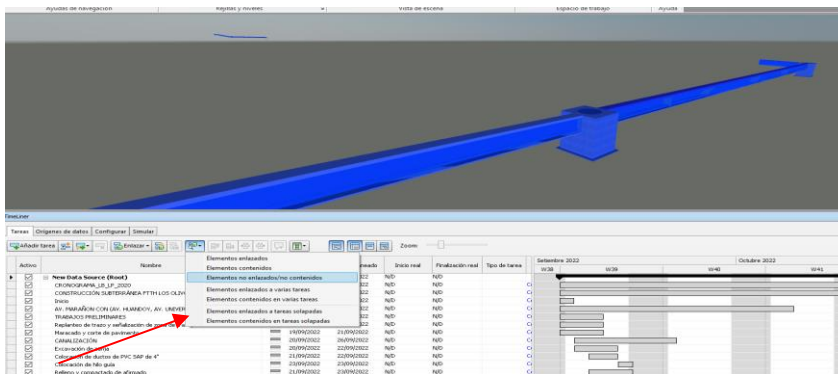 Ayudas de navegación
Rejillas y niveles
Vista de escena
Espacio de trabajo
Ayuda
TimeLiner
Tareas Orígenes de datos Configurar Simular
Añadir tarea Enlazar Zoom:
Activo Nombre Inicio real Finalización real Tipo de tarea
Setiembre 2022 Octubre 2022
W38 W39 W40 W41
Elementos enlazados
Elementos contenidos
Elementos no enlazados/no contenidos
Elementos enlazados a varias tareas
Elementos contenidos en varias tareas
Elementos enlazados a tareas solapadas
Elementos contenidos en tareas solapadas
New Data Source (Root) N/D N/D
CRONOGRAMA_LB_LP_2020 N/D N/D
CONSTRUCCIÓN SUBTERRÁNEA FTTH LOS OLIV N/D N/D
Inicio N/D N/D
AV. MARAÑON CON (AV. HUANDOY, AV. UNIVER N/D N/D
TRABAJOS PRELIMINARES N/D N/D
Replanteo de trazo y señalización de zona de N/D N/D
Maracado y corte de pavimento 19/09/2022 21/09/2022 N/D N/D
CANALIZACIÓN 20/09/2022 26/09/2022 N/D N/D
Excavación de zanja 20/09/2022 22/09/2022 N/D N/D
Colocación de ductos de PVC SAP de 4" 21/09/2022 22/09/2022 N/D N/D
Colocación de hilo guia 23/09/2022 23/09/2022 N/D N/D
Relleno y compactado de afirmado 21/09/2022 23/09/2022 N/D N/D